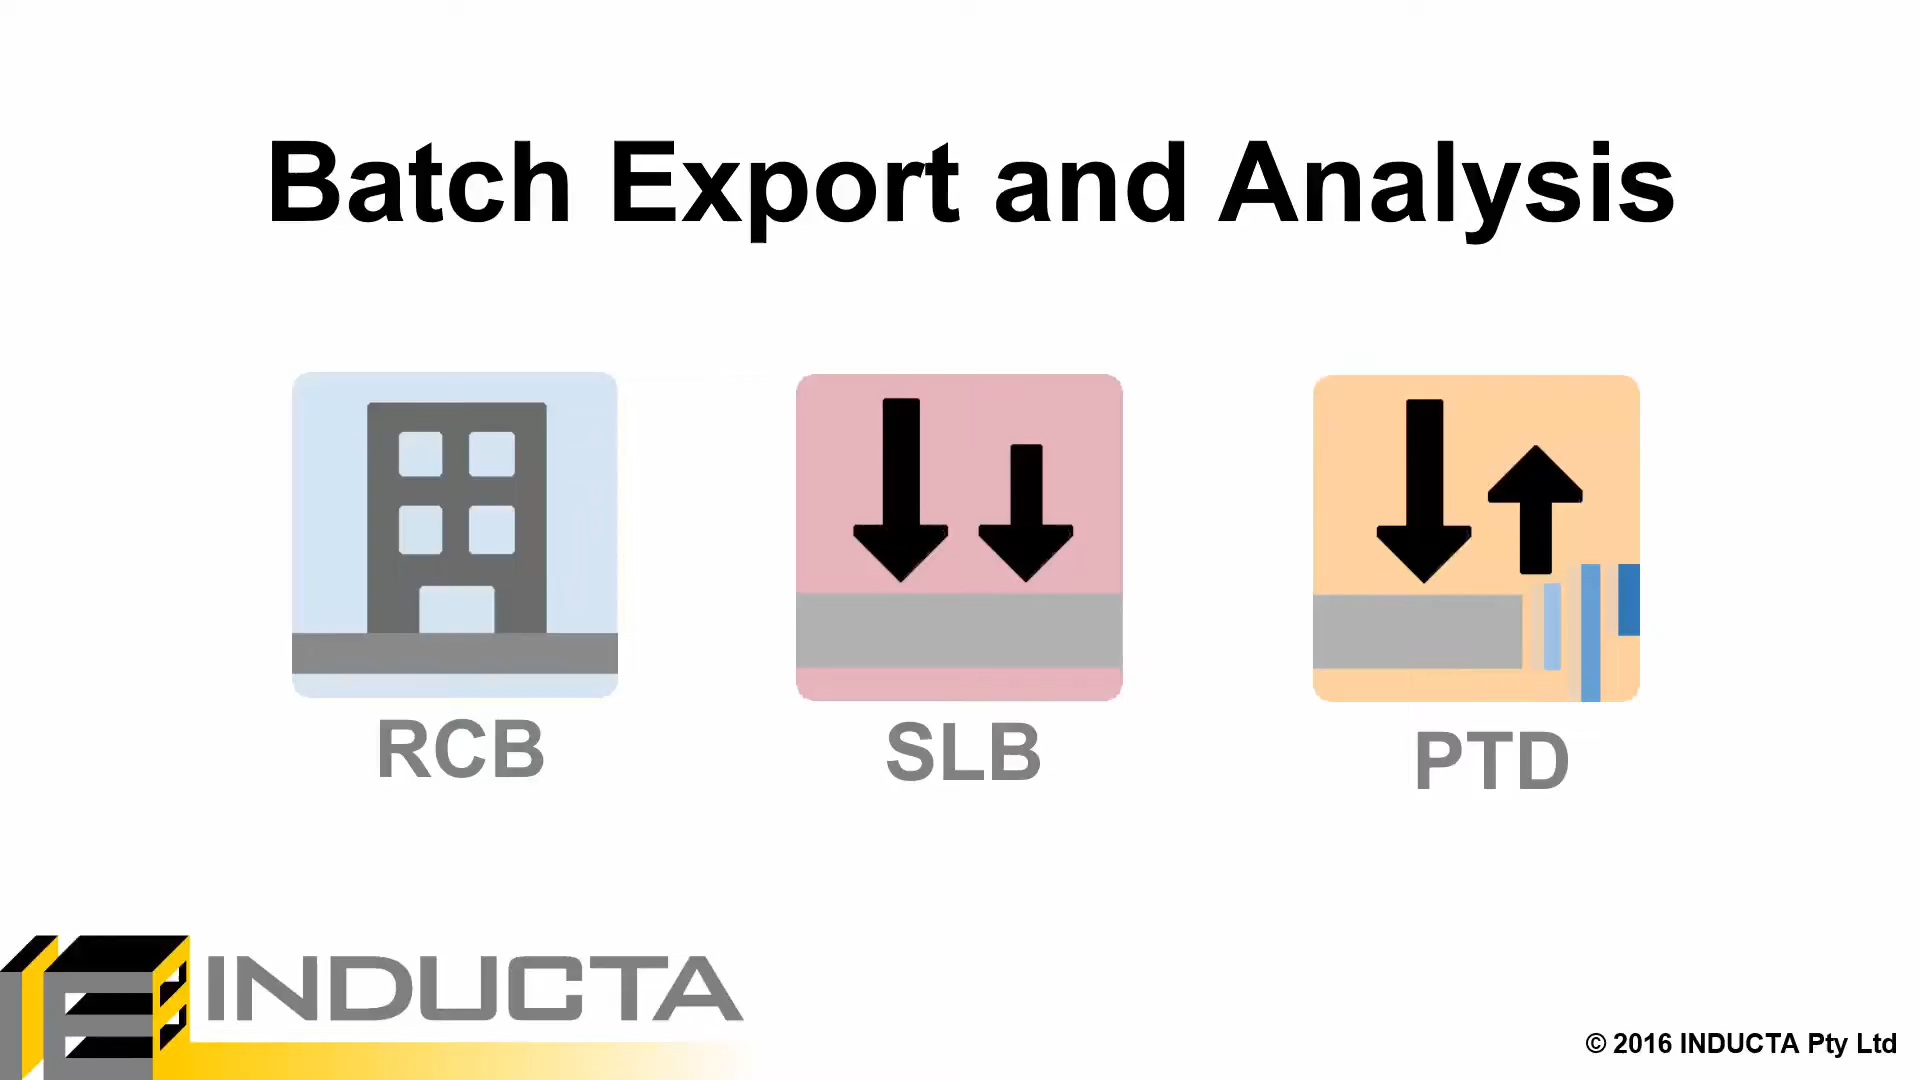 Batch Export and Analysis
RCB
SLB
PTD
INDUCTA
© 2016 INDUCTA Pty Ltd